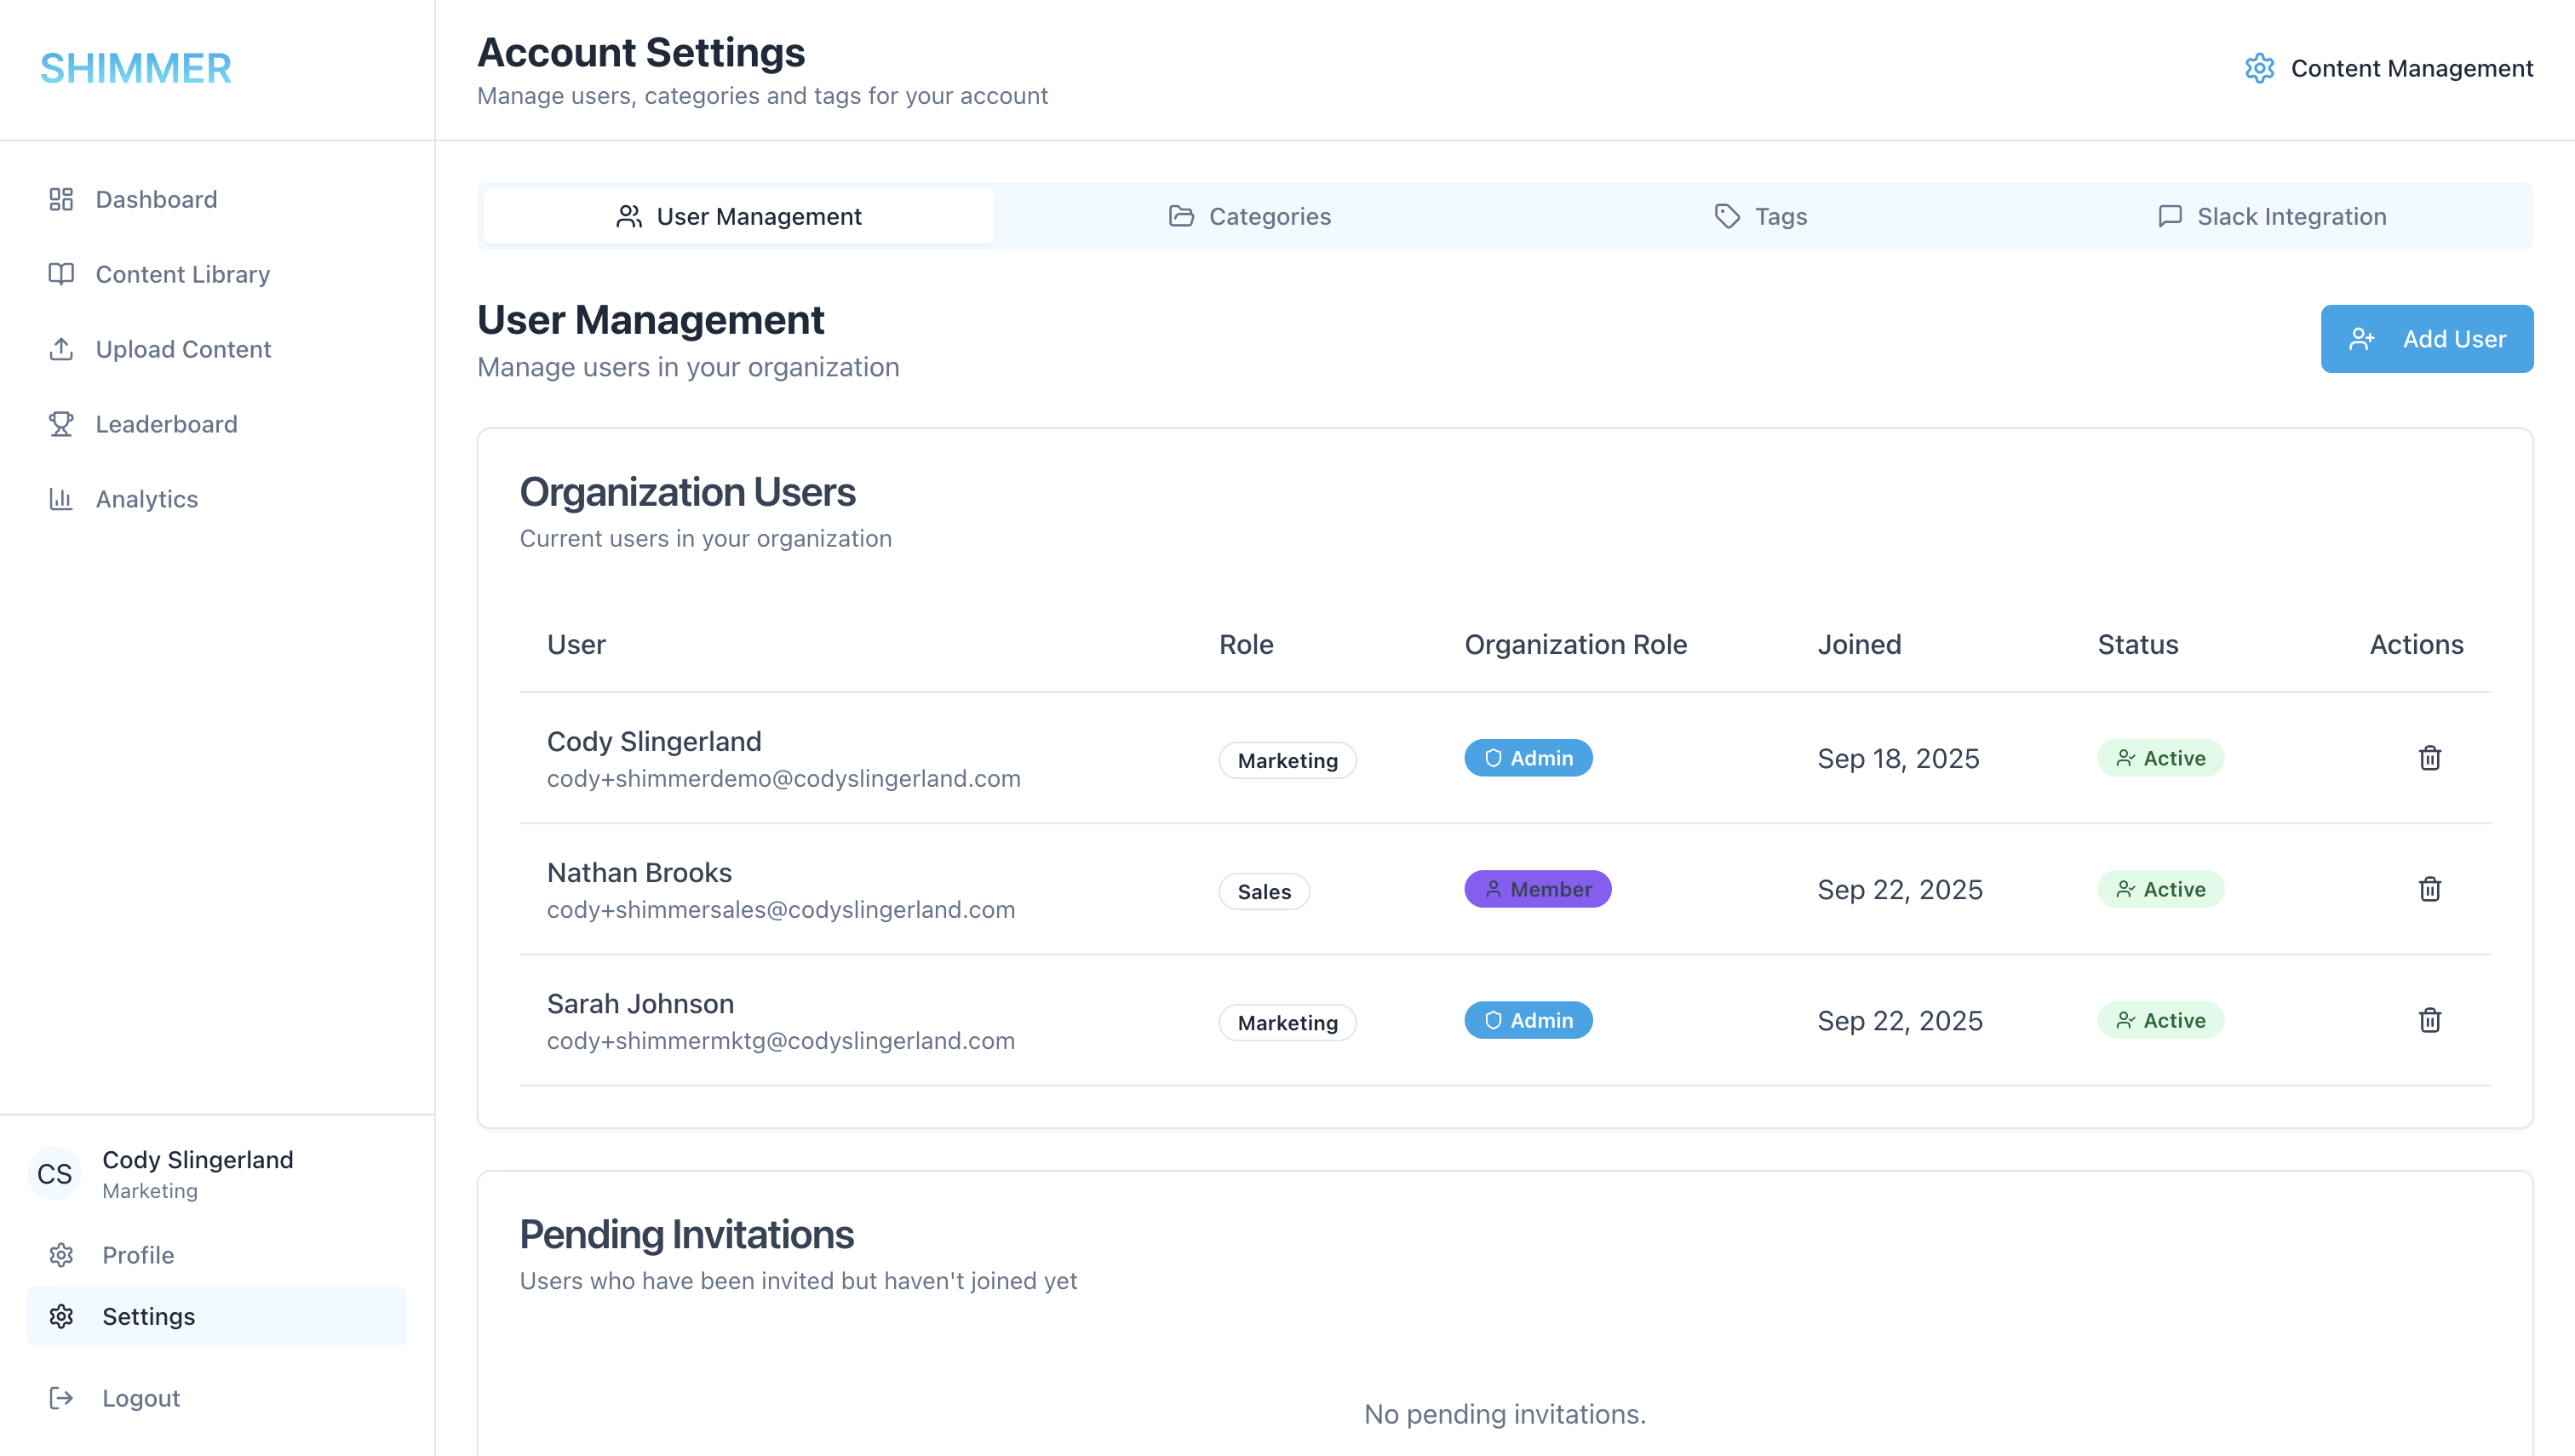 SHIMMER
Dashboard
Content Library
Upload Content
Leaderboard
Analytics
CS
Cody Slingerland
Marketing
Profile
Settings
Logout
Account Settings
Manage users, categories and tags for your account
Content Management
User Management
Categories
Tags
Slack Integration
User Management
Manage users in your organization
Add User
Organization Users
Current users in your organization
User Role Organization Role Joined Status Actions
Cody Slingerland
cody+shimmerdemo@codyslingerland.com
Marketing Admin Sep 18, 2025 Active
Nathan Brooks
cody+shimmersales@codyslingerland.com
Sales Member Sep 22, 2025 Active
Sarah Johnson
cody+shimmermktg@codyslingerland.com
Marketing Admin Sep 22, 2025 Active
Pending Invitations
Users who have been invited but haven't joined yet
No pending invitations.